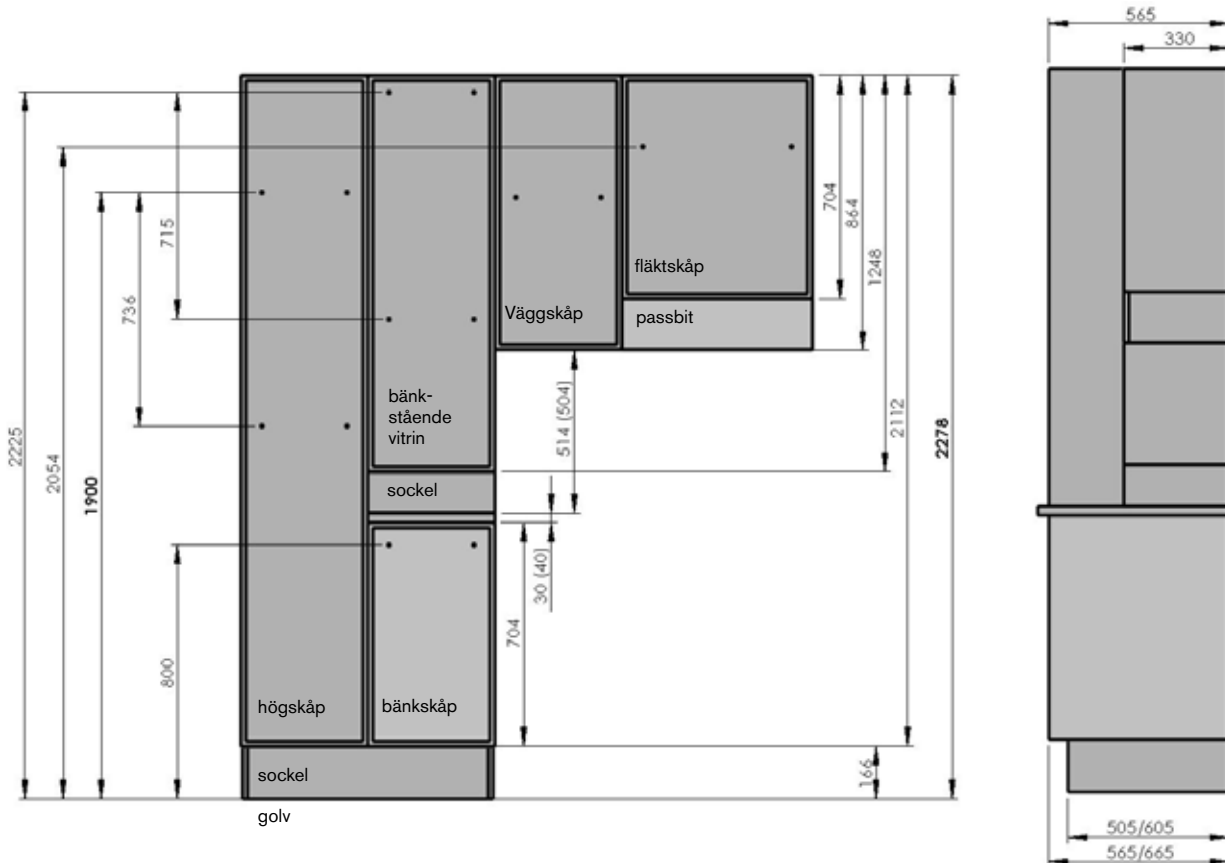 565
330
704
864
715
fläktskåp
1248
736
Väggskåp
passbit
bänk-
stående
vitrin
514 (504)
2112
2278
2225
2054
1900
sockel
30 (40)
704
800
högskåp
bänkskåp
sockel
166
golv
505/605
565/665